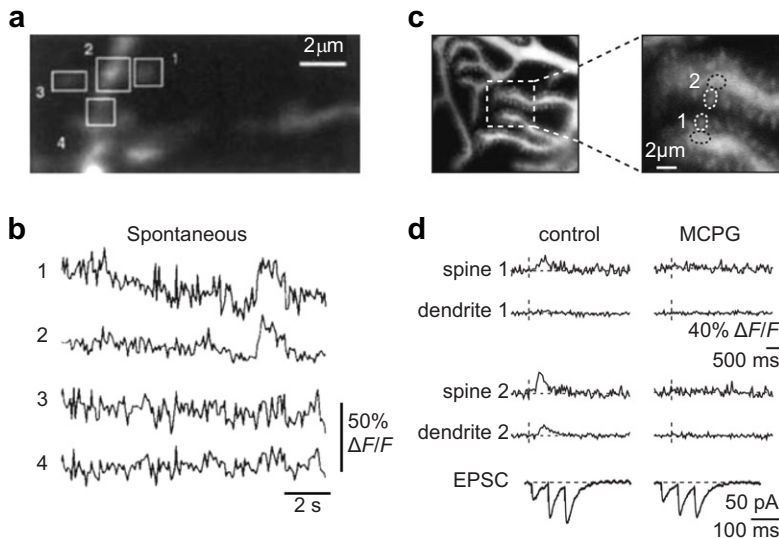 a
2
1
3
4
2μm
b
Spontaneous
1
2
3
4
50%
ΔF/F
2 s
c
2
1
2μm
d
control
MCPG
spine 1
dendrite 1
40% ΔF/F
500 ms
spine 2
dendrite 2
EPSC
50 pA
100 ms